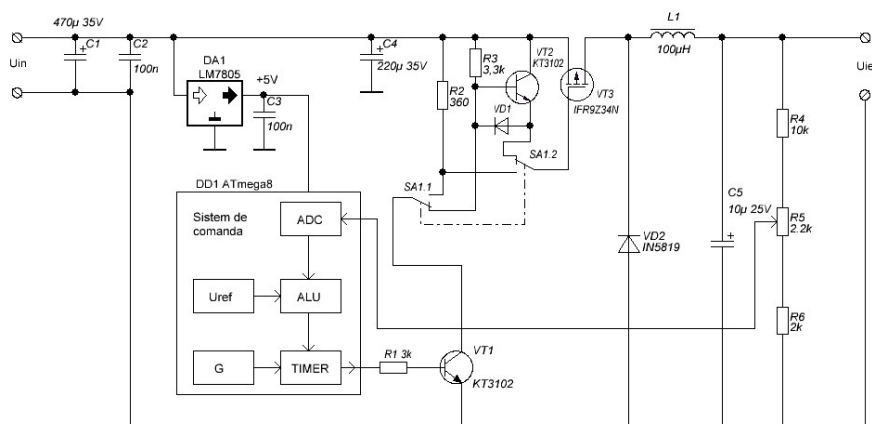 470µ 35V
C1
C2
100n
Uin
DA1
LM7805
+5V
C3
100n
C4
220µ 35V
R2
360
R3
3,3k
VT2
KT3102
VD1
VT3
IFR9Z34N
L1
100µH
Uie
SA1.1
SA1.2
R4
10k
C5
10µ 25V
R5
2.2k
VD2
IN5819
R6
2k
DD1 ATmega8
Sistem de
comanda
ADC
Uref
ALU
G
TIMER
R1 3k
VT1
KT3102